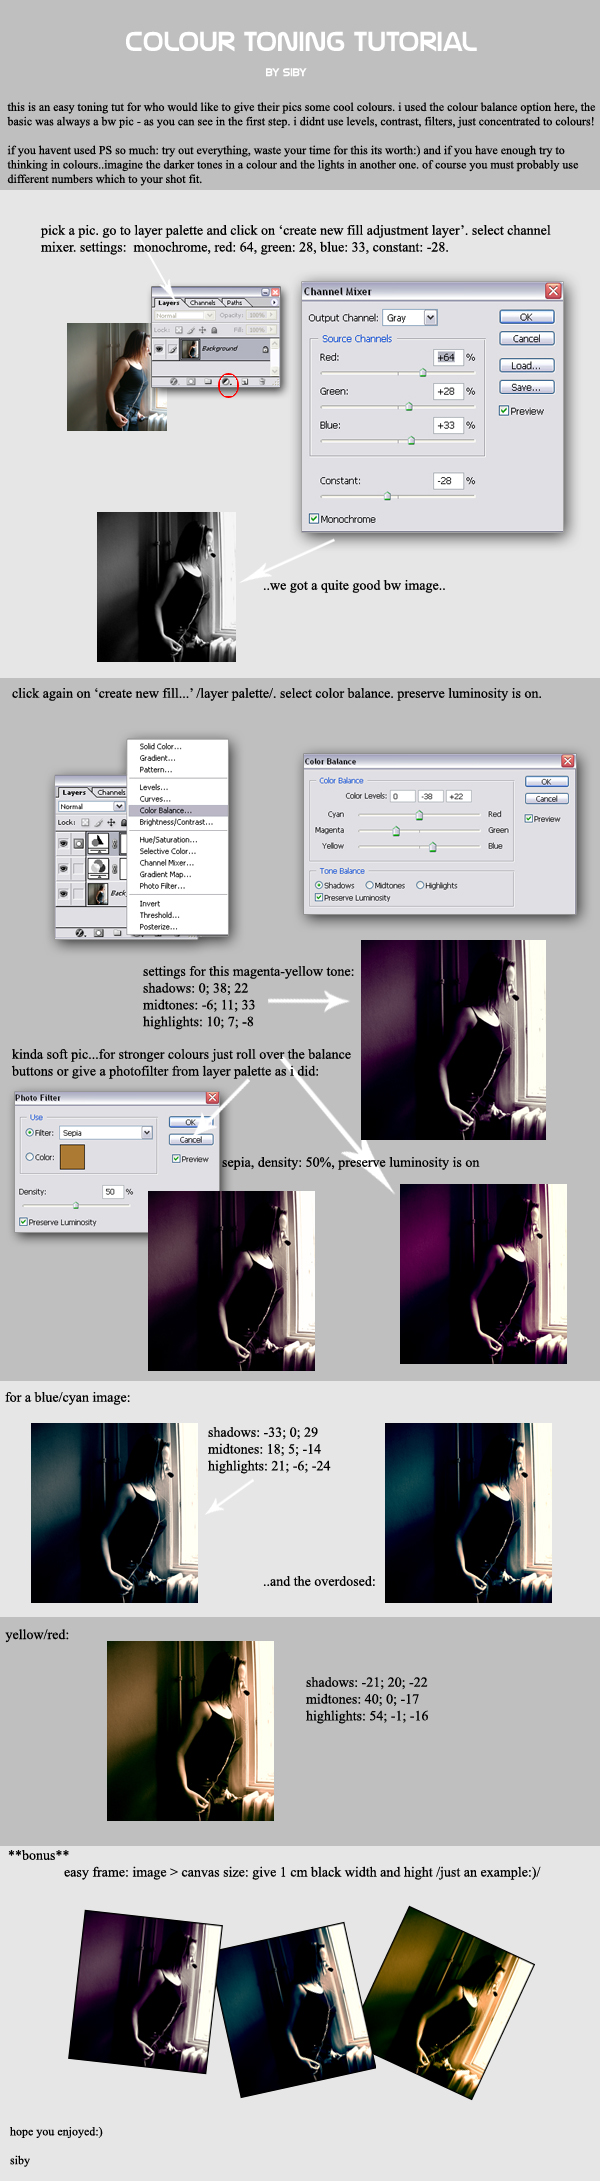 COLOUR TONING TUTORIAL
BY SIBY
this is an easy toning tut for who would like to give their pics some cool colours. i used the colour balance option here, the
basic was always a bw pic - as you can see in the first step. i didnt use levels, contrast, filters, just concentrated to colours!
if you havent used PS so much: try out everything, waste your time for this its worth:) and if you have enough try to
thinking in colours..imagine the darker tones in a colour and the lights in another one. of course you must probably use
different numbers which to your shot fit.
pick a pic. go to layer palette and click on ‘create new fill adjustment layer’. select channel
mixer. settings: monochrome, red: 64, green: 28, blue: 33, constant: -28.
Layers Channels Paths
Normal Opacity: 100%
Lock: Fill: 100%
Background
Channel Mixer
Output Channel: Gray
OK
Cancel
Load...
Save...
Preview
Source Channels
Red: +64 %
Green: +28 %
Blue: +33 %
Constant: -28 %
Monochrome
..we got a quite good bw image..
click again on ‘create new fill...’ /layer palette/. select color balance. preserve luminosity is on.
Layers Channels
Normal
Lock:
Back
Solid Color...
Gradient...
Pattern...
Levels...
Curves...
Color Balance...
Brightness/Contrast...
Hue/Saturation...
Selective Color...
Channel Mixer...
Gradient Map...
Photo Filter...
Invert
Threshold...
Posterize...
Color Balance
Color Balance
Color Levels: 0 -38 +22
Cyan Red
Magenta Green
Yellow Blue
OK
Cancel
Preview
Tone Balance
Shadows Midtones Highlights
Preserve Luminosity
settings for this magenta-yellow tone:
shadows: 0; 38; 22
midtones: -6; 11; 33
highlights: 10; 7; -8
kinda soft pic...for stronger colours just roll over the balance
buttons or give a photofilter from layer palette as i did:
Photo Filter
Use
Filter: Sepia
Color:
OK
Cancel
Preview
Density: 50 %
Preserve Luminosity
sepia, density: 50%, preserve luminosity is on
for a blue/cyan image:
shadows: -33; 0; 29
midtones: 18; 5; -14
highlights: 21; -6; -24
..and the overdosed:
yellow/red:
shadows: -21; 20; -22
midtones: 40; 0; -17
highlights: 54; -1; -16
**bonus**
easy frame: image > canvas size: give 1 cm black width and hight /just an example:)/
hope you enjoyed:)
siby